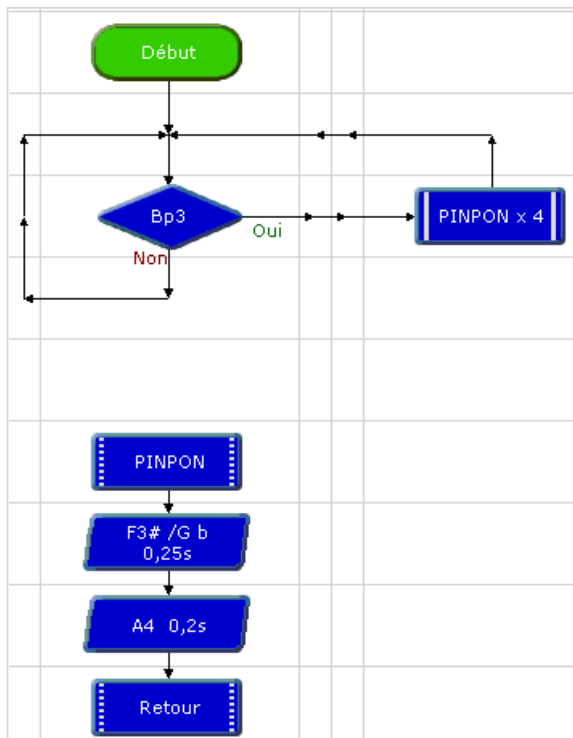 Début
Bp3
Oui
PINPON x 4
Non
PINPON
F3# /G b
0,25s
A4 0,2s
Retour